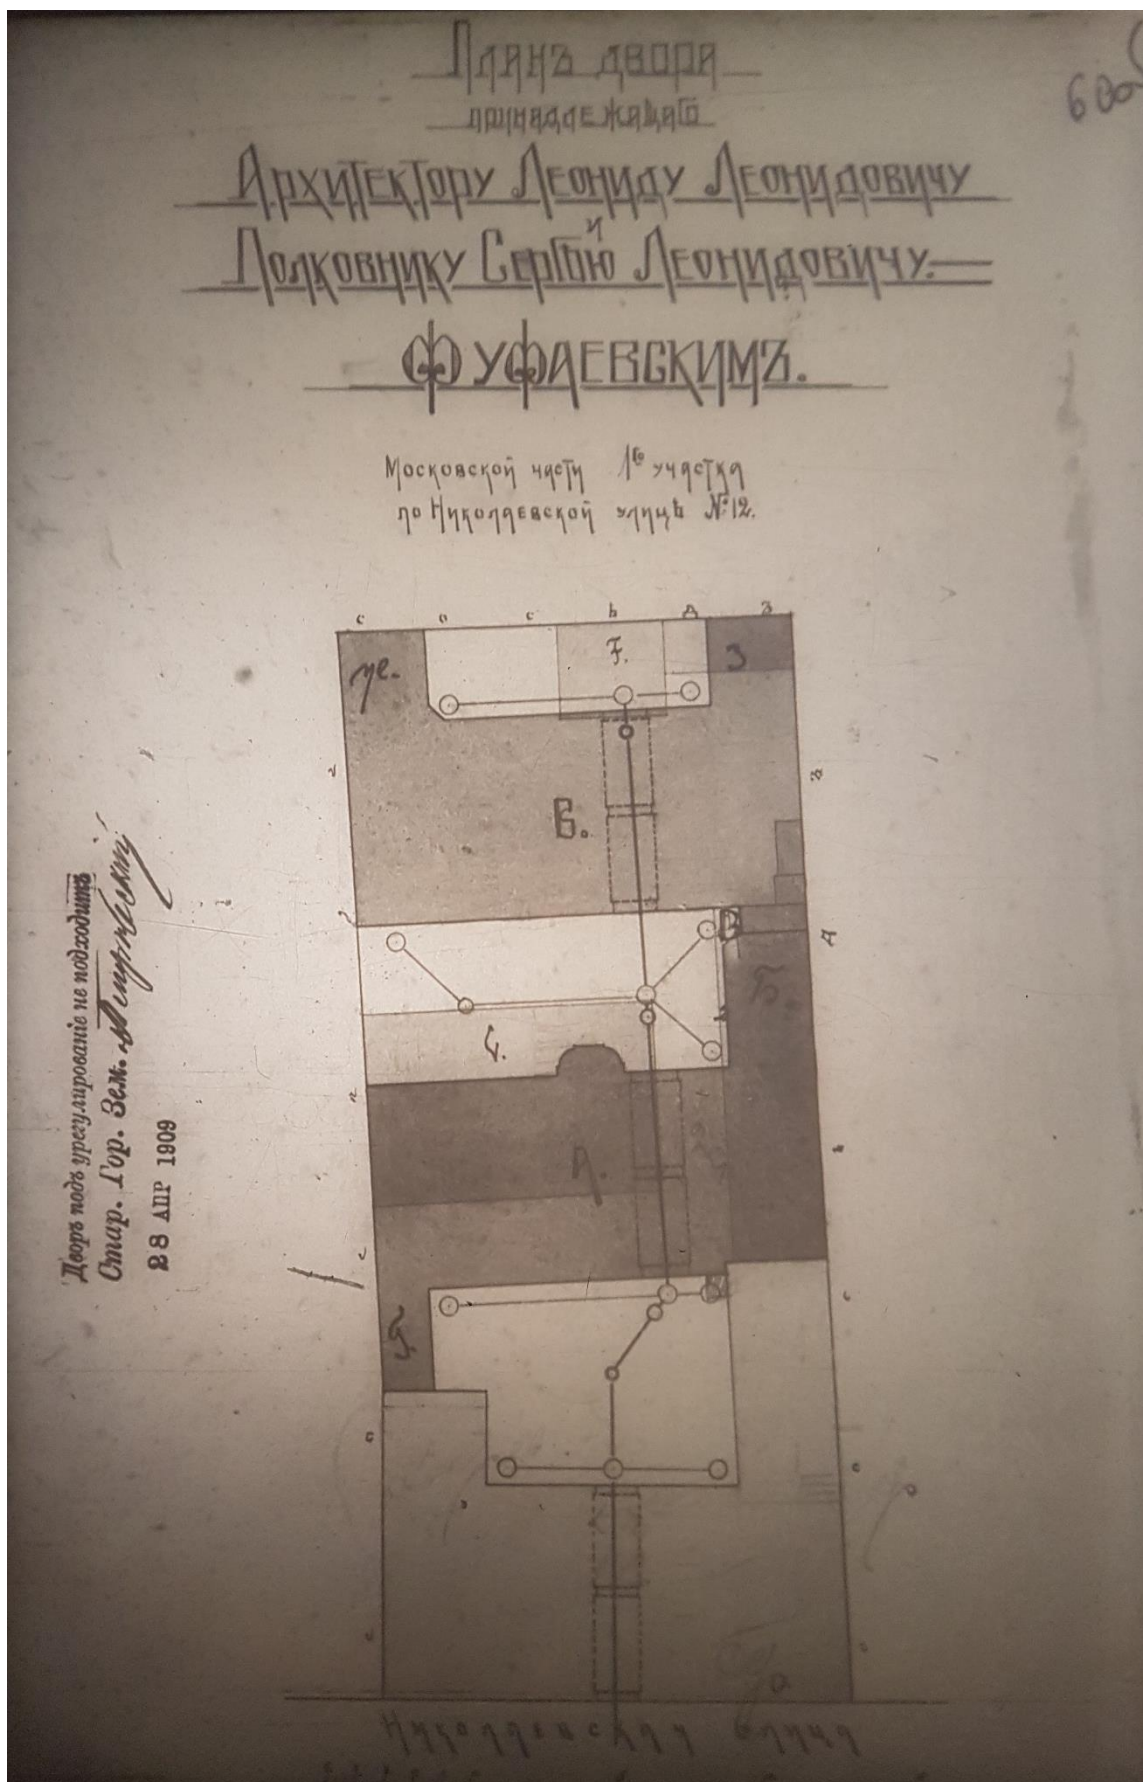 Планъ двора
принадлежащаго
Архитектору Леониду Леонидовичу
и
Полковнику Сергѣю Леонидовичу.
Фуфаевскимъ.
Московской части 1го участка
по Николаевской улицѣ №12.
с о с b д з
же. F. З
В.
Б.
С.
А.
Дворъ подъ урегулированіе не подходитъ
Стар. Гор. Зем.
28 АПР 1909
Николаевская улица